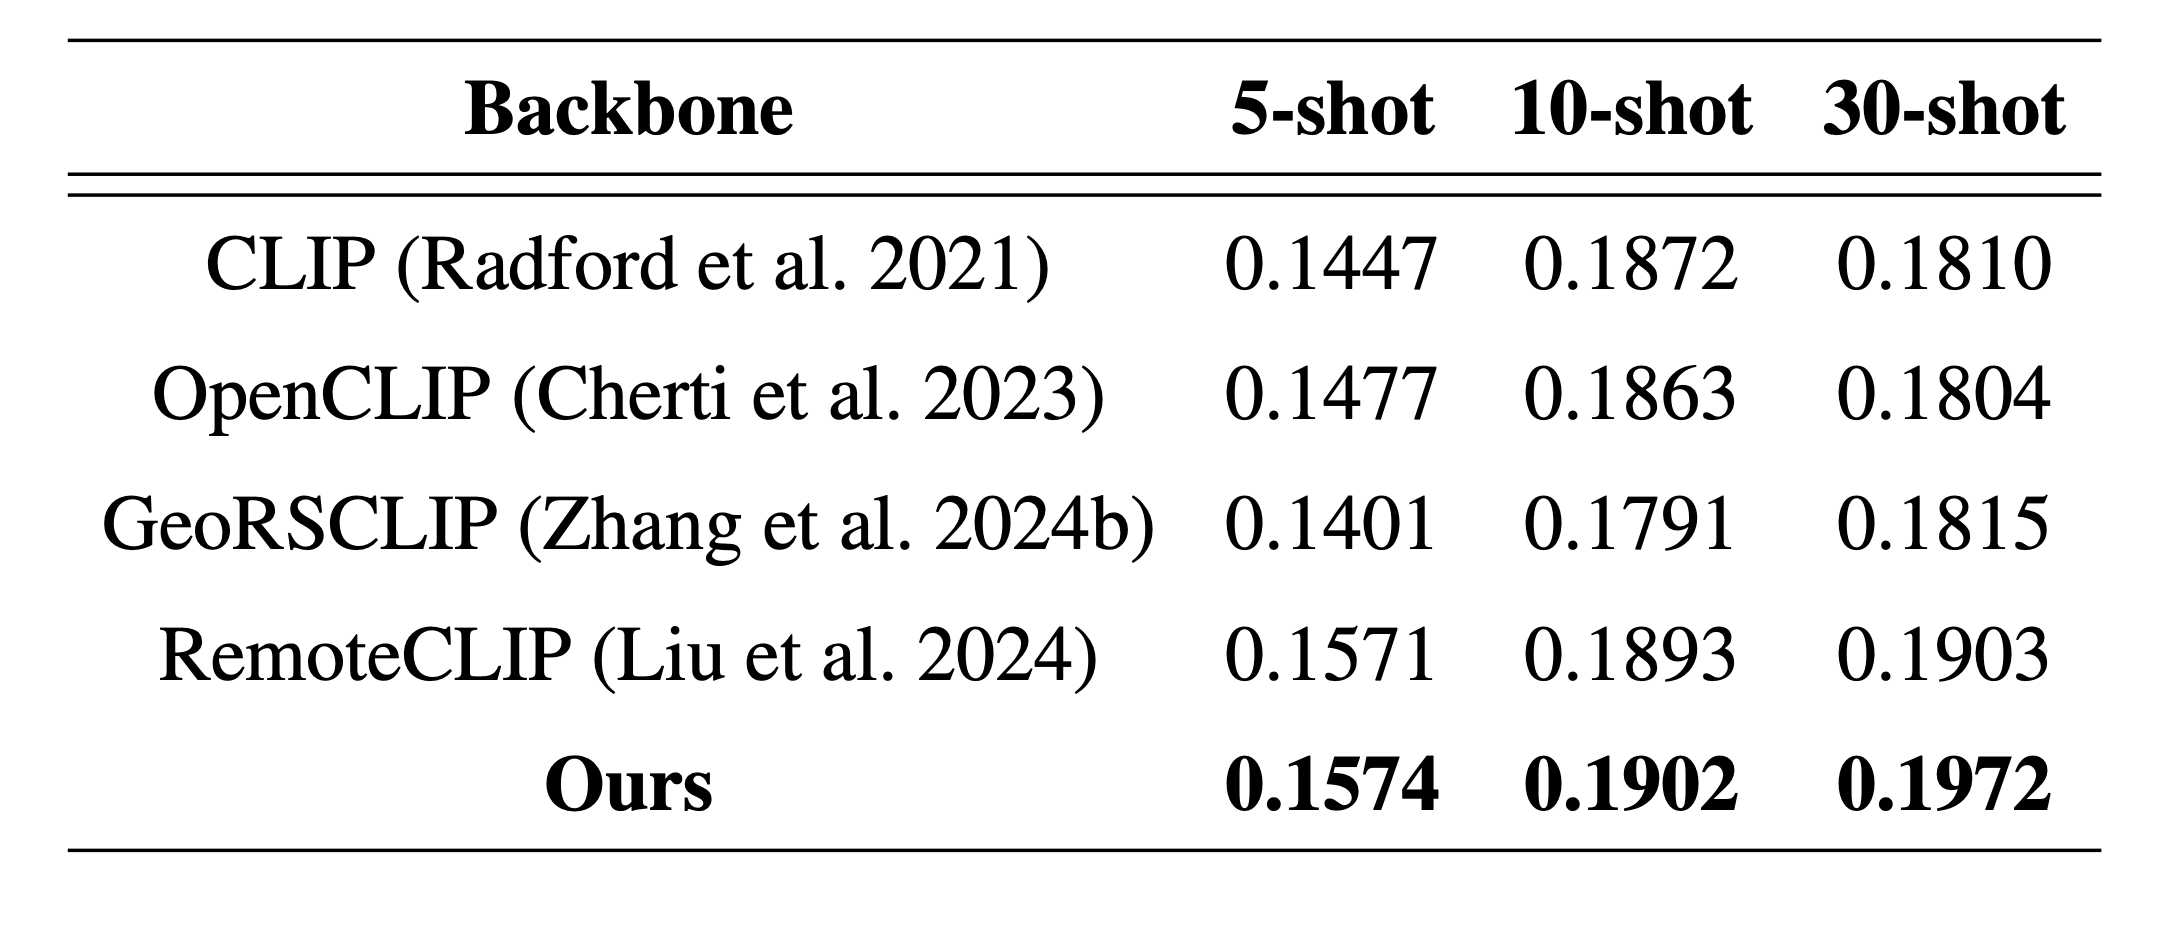 Backbone 5-shot 10-shot 30-shot
CLIP (Radford et al. 2021) 0.1447 0.1872 0.1810
OpenCLIP (Cherti et al. 2023) 0.1477 0.1863 0.1804
GeoRSCLIP (Zhang et al. 2024b) 0.1401 0.1791 0.1815
RemoteCLIP (Liu et al. 2024) 0.1571 0.1893 0.1903
Ours 0.1574 0.1902 0.1972